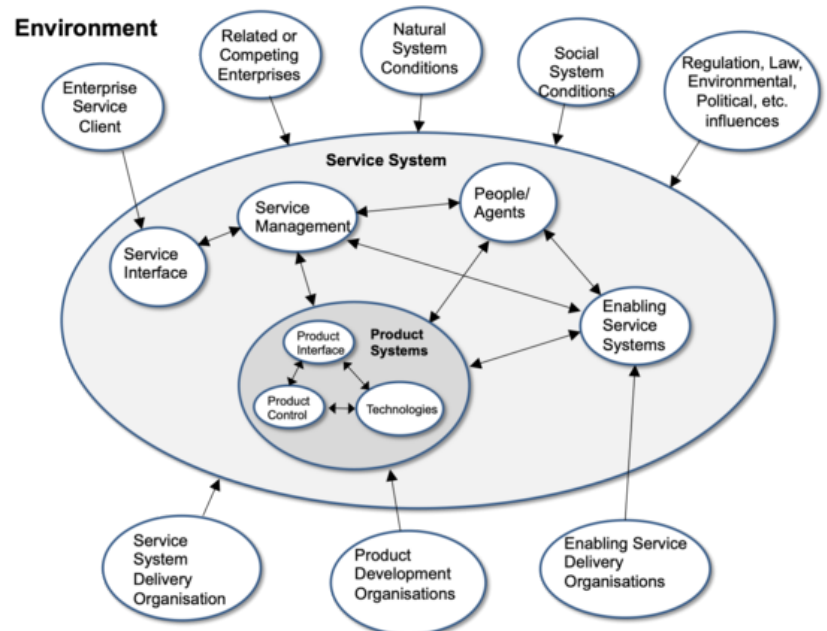 Environment
Related or
Competing
Enterprises
Natural
System
Conditions
Social
System
Conditions
Regulation, Law,
Environmental,
Political, etc.
influences
Enterprise
Service
Client
Service System
Service
Management
People/
Agents
Service
Interface
Enabling
Service
Systems
Product
Systems
Product
Interface
Product
Control
Technologies
Service
System
Delivery
Organisation
Product
Development
Organisations
Enabling Service
Delivery
Organisations